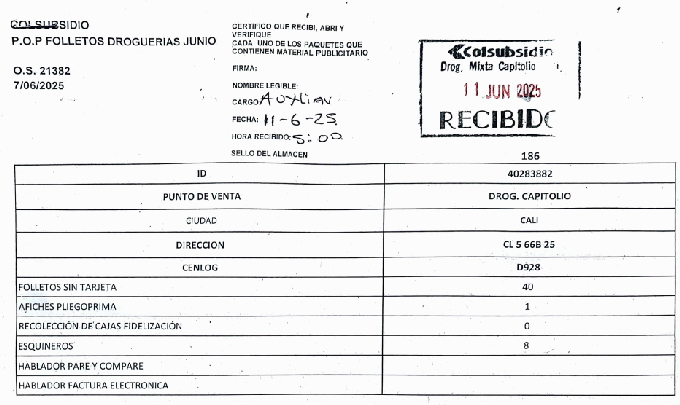 COLSUBSIDIO
P.O.P FOLLETOS DROGUERIAS JUNIO
O.S. 21382
7/06/2025
CERTIFICO QUE RECIBI, ABRI Y
VERIFIQUE
CADA UNO DE LOS PAQUETES QUE
CONTIENEN MATERIAL PUBLICITARIO
FIRMA:
NOMBRE LEGIBLE:
CARGO: Auxiliar
FECHA: 11-6-25
HORA RECIBIDO: 5:00
SELLO DEL ALMACEN
Colsubsidio
Drog. Mixta Capitolio
11 JUN 2025
RECIBIDO
186
ID 40283882
PUNTO DE VENTA DROG. CAPITOLIO
CIUDAD CALI
DIRECCION CL 5 66B 25
CENLOG D928
FOLLETOS SIN TARJETA 40
AFICHES PLIEGOPRIMA 1
RECOLECCIÓN DE CAJAS FIDELIZACIÓN 0
ESQUINEROS 8
HABLADOR PARE Y COMPARE
HABLADOR FACTURA ELECTRONICA